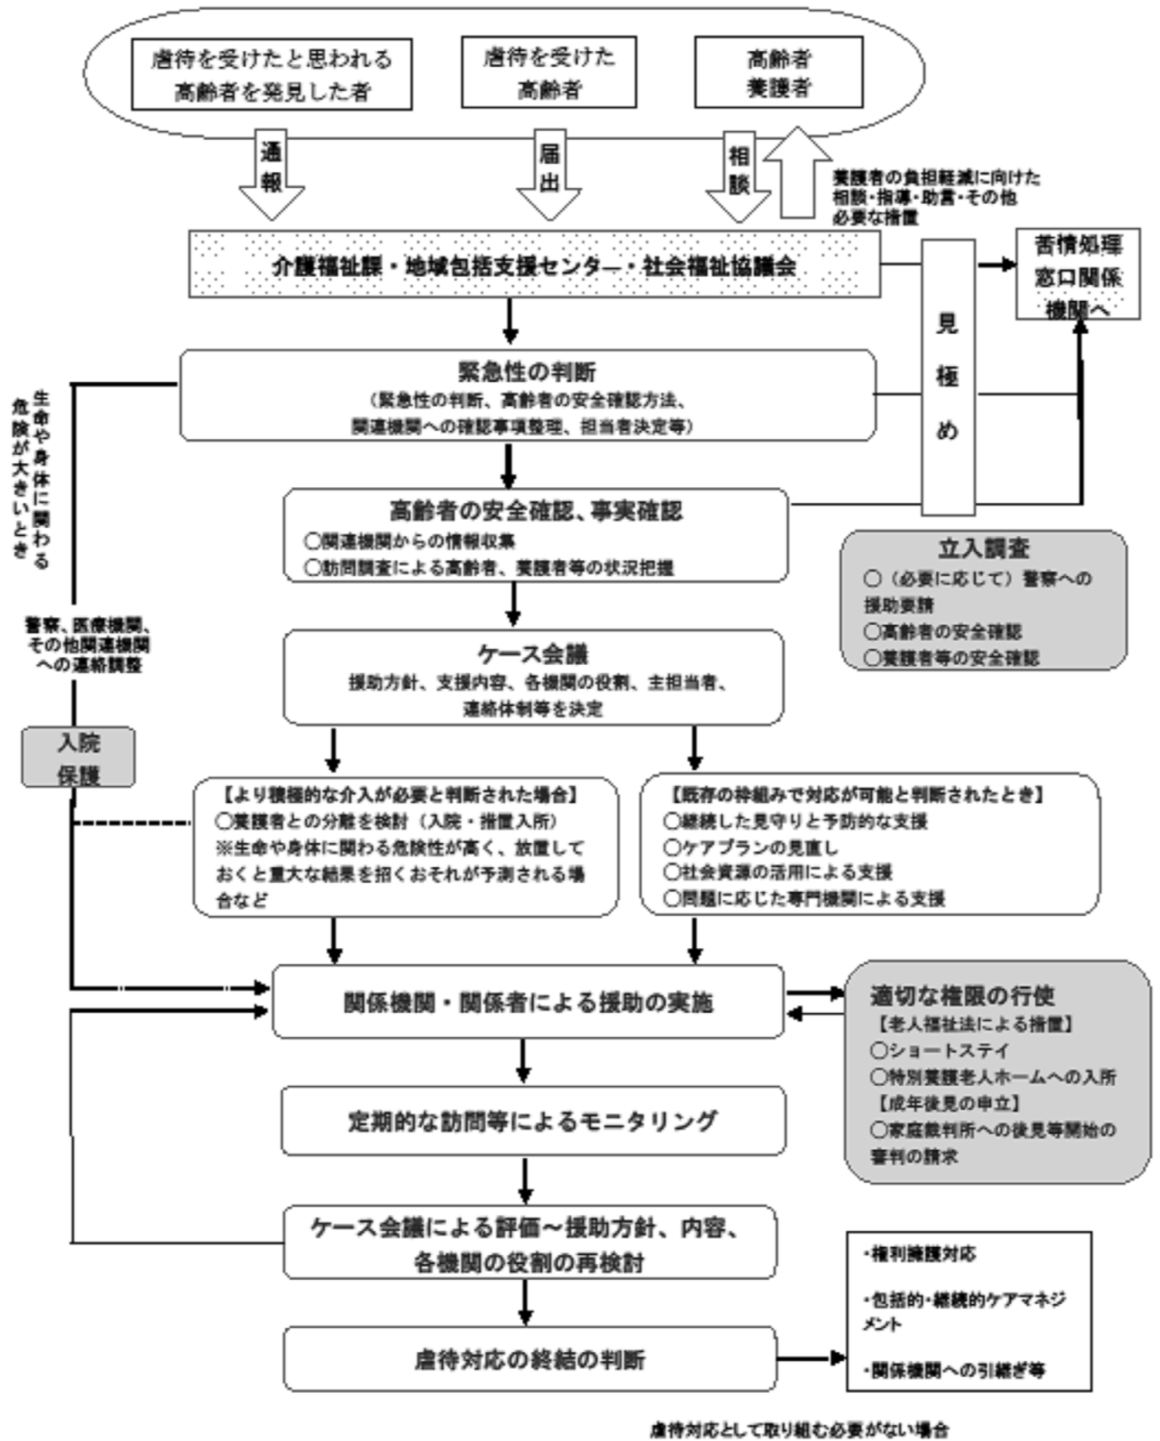 虐待を受けたと思われる
高齢者を発見した者
虐待を受けた
高齢者
高齢者
養護者
通報
届出
相談
養護者の負担軽減に向けた
相談・指導・助言・その他
必要な措置
介護福祉課・地域包括支援センター・社会福祉協議会
見極め
苦情処理
窓口関係
機関へ
緊急性の判断
（緊急性の判断、高齢者の安全確認方法、
関連機関への確認事項整理、担当者決定等）
生命や身体に関わる
危険が大きいとき
高齢者の安全確認、事実確認
○関連機関からの情報収集
○訪問調査による高齢者、養護者等の状況把握
立入調査
○（必要に応じて）警察への
援助要請
○高齢者の安全確認
○養護者等の安全確認
警察、医療機関、
その他関連機関
への連絡調整
ケース会議
援助方針、支援内容、各機関の役割、主担当者、
連絡体制等を決定
入院
保護
【より積極的な介入が必要と判断された場合】
○養護者との分離を検討（入院・措置入所）
※生命や身体に関わる危険性が高く、放置して
おくと重大な結果を招くおそれが予測される場
合など
【既存の枠組みで対応が可能と判断されたとき】
○継続した見守りと予防的な支援
○ケアプランの見直し
○社会資源の活用による支援
○問題に応じた専門機関による支援
関係機関・関係者による援助の実施
適切な権限の行使
【老人福祉法による措置】
○ショートステイ
○特別養護老人ホームへの入所
【成年後見の申立】
○家庭裁判所への後見等開始の
審判の請求
定期的な訪問等によるモニタリング
ケース会議による評価～援助方針、内容、
各機関の役割の再検討
虐待対応の終結の判断
・権利擁護対応
・包括的・継続的ケアマネジ
メント
・関係機関への引継ぎ等
虐待対応として取り組む必要がない場合